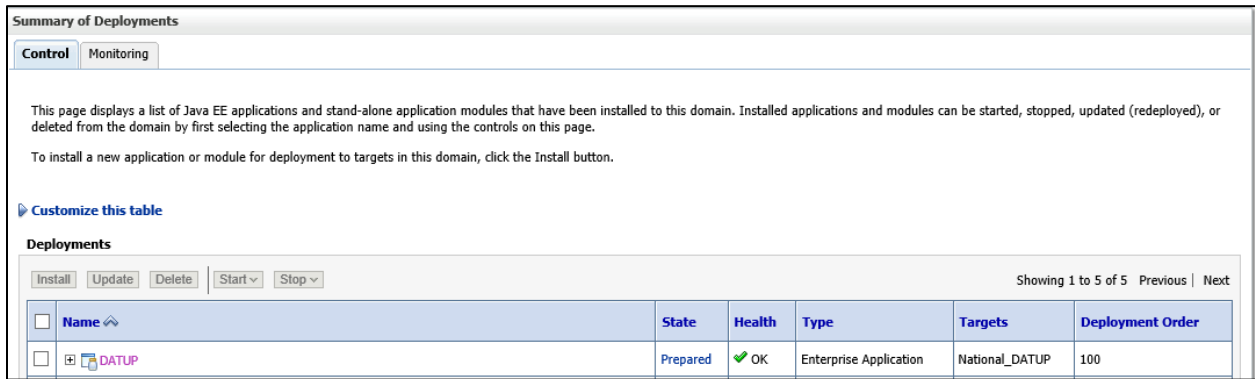 Summary of Deployments
Control Monitoring
This page displays a list of Java EE applications and stand-alone application modules that have been installed to this domain. Installed applications and modules can be started, stopped, updated (redeployed), or
deleted from the domain by first selecting the application name and using the controls on this page.
To install a new application or module for deployment to targets in this domain, click the Install button.
Customize this table
Deployments
Install Update Delete Start Stop Showing 1 to 5 of 5 Previous | Next
Name State Health Type Targets Deployment Order
DATUP Prepared OK Enterprise Application National_DATUP 100